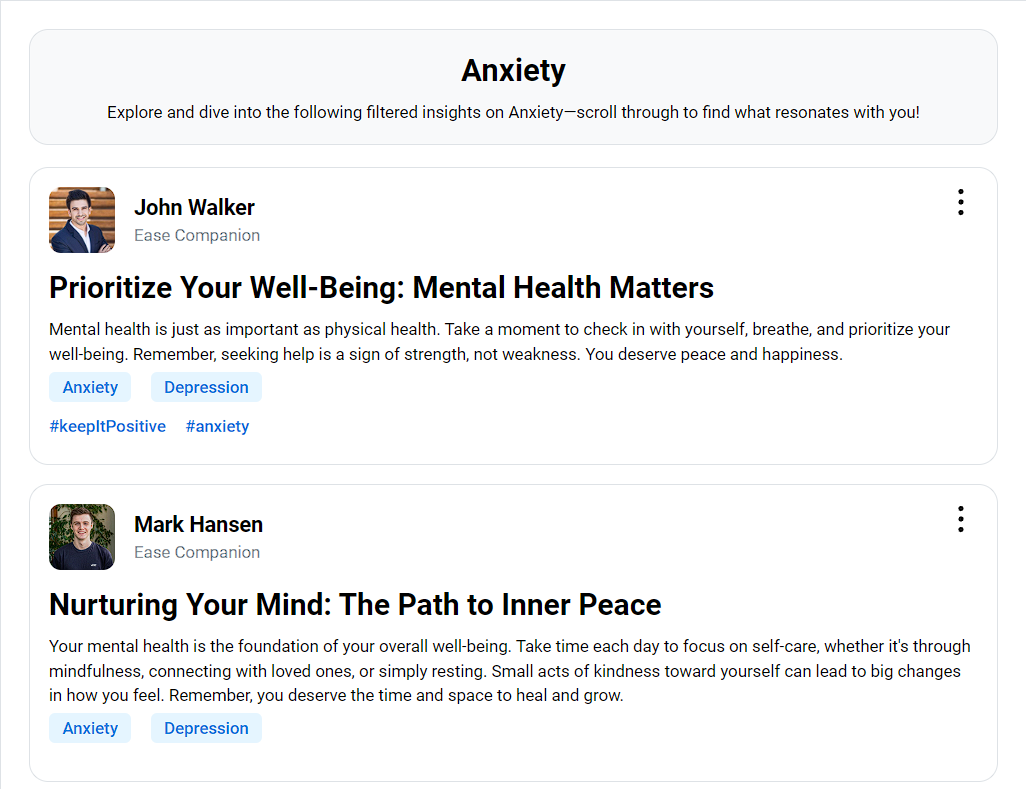 Anxiety
Explore and dive into the following filtered insights on Anxiety—scroll through to find what resonates with you!
John Walker
Ease Companion
Prioritize Your Well-Being: Mental Health Matters
Mental health is just as important as physical health. Take a moment to check in with yourself, breathe, and prioritize your
well-being. Remember, seeking help is a sign of strength, not weakness. You deserve peace and happiness.
Anxiety Depression
#keepItPositive #anxiety
Mark Hansen
Ease Companion
Nurturing Your Mind: The Path to Inner Peace
Your mental health is the foundation of your overall well-being. Take time each day to focus on self-care, whether it's through
mindfulness, connecting with loved ones, or simply resting. Small acts of kindness toward yourself can lead to big changes
in how you feel. Remember, you deserve the time and space to heal and grow.
Anxiety Depression